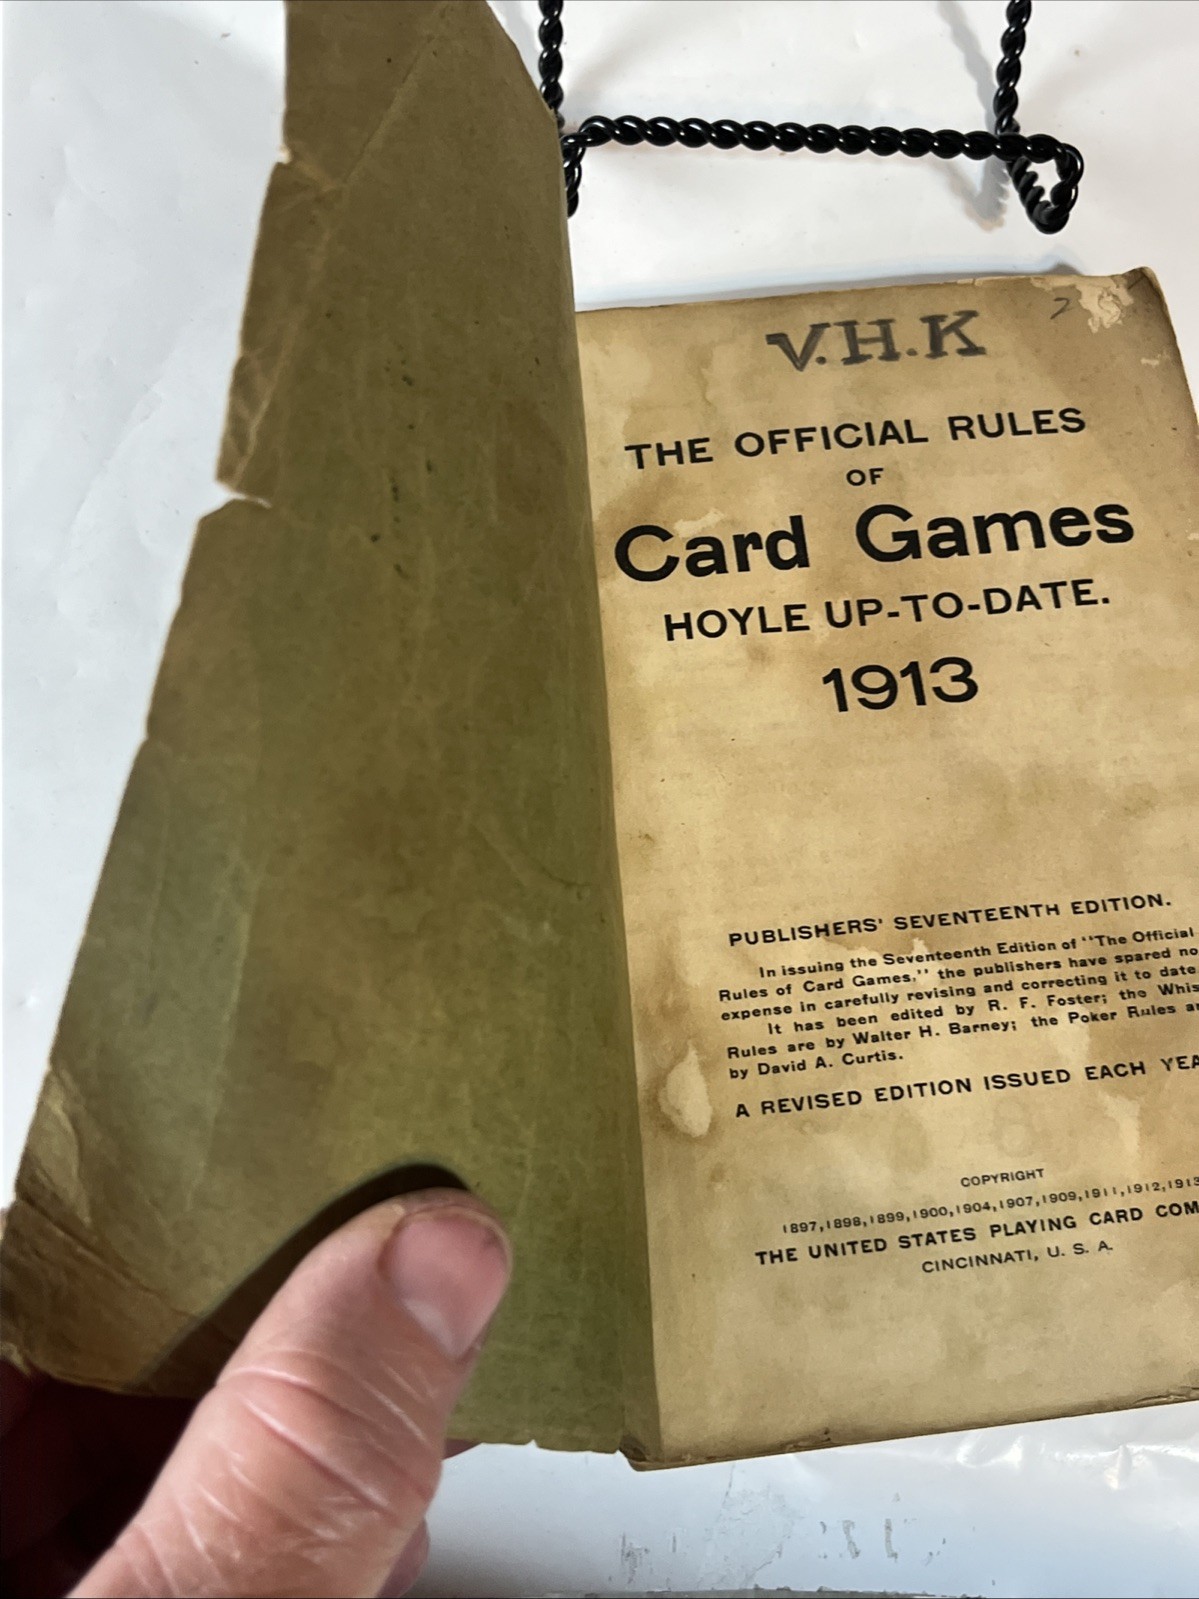 V.H.K
THE OFFICIAL RULES
OF
Card Games
HOYLE UP-TO-DATE.
1913
PUBLISHERS' SEVENTEENTH EDITION.
In issuing the Seventeenth Edition of "The Official
Rules of Card Games," the publishers have spared no
expense in carefully revising and correcting it to date
It has been edited by R. F. Foster; the Whis
Rules are by Walter H. Barney; the Poker Rules a
by David A. Curtis.
A REVISED EDITION ISSUED EACH YEA
COPYRIGHT
1897,1898,1899,1900,1904,1907,1909,1911,1912,1913
THE UNITED STATES PLAYING CARD COM
CINCINNATI, U. S. A.